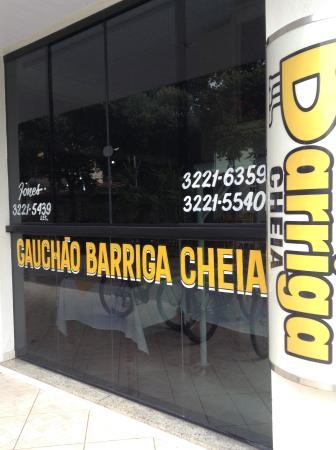 Fones:
3221-5439
3221-6359
3221-5540
GAUCHÃO BARRIGA CHEIA
Barriga
CHEIA